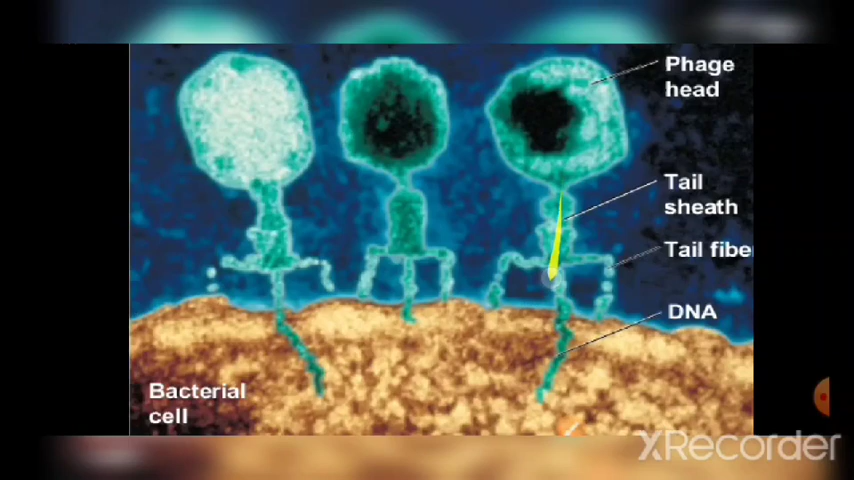 Phage
head
Tail
sheath
Tail fibe
DNA
Bacterial
cell
XRecorder